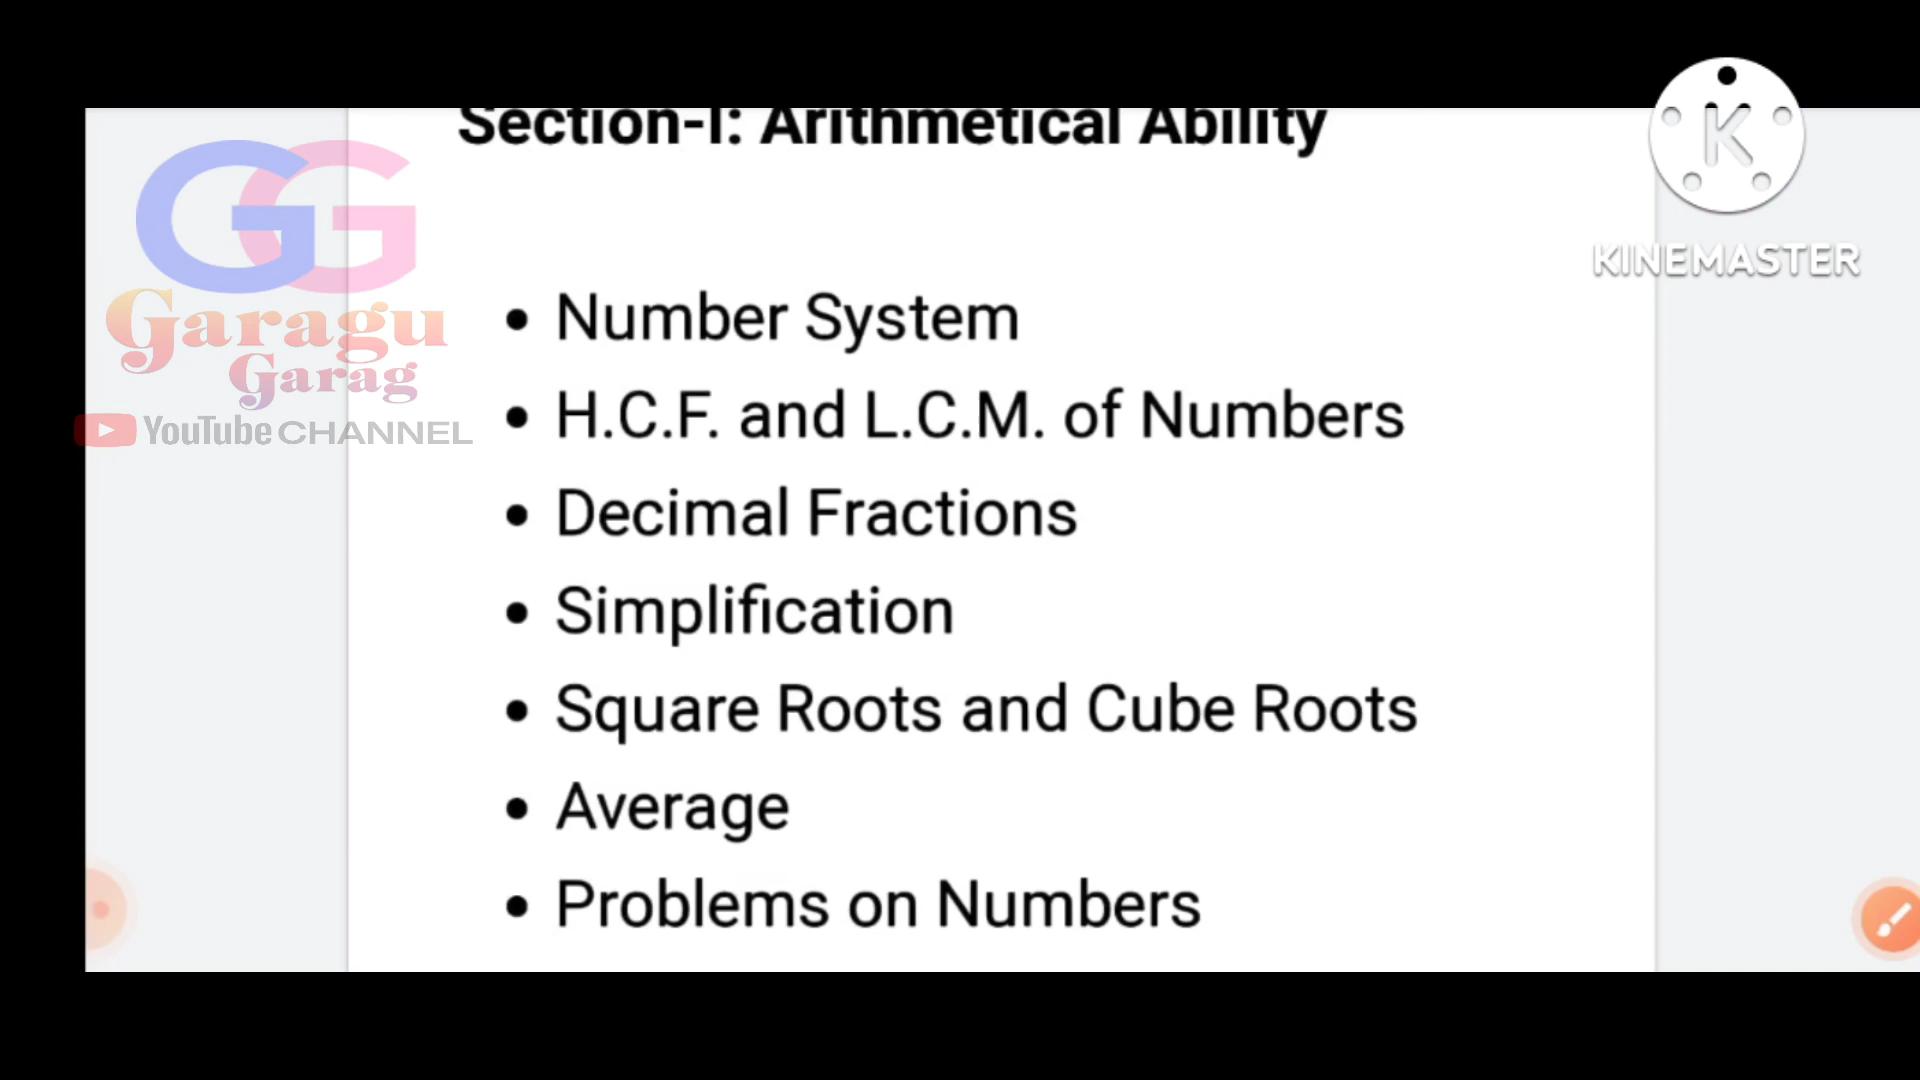 Section-I: Arithmetical Ability
K
KINEMASTER
GG
Garagu
Garag
YouTube CHANNEL
• Number System
• H.C.F. and L.C.M. of Numbers
• Decimal Fractions
• Simplification
• Square Roots and Cube Roots
• Average
• Problems on Numbers